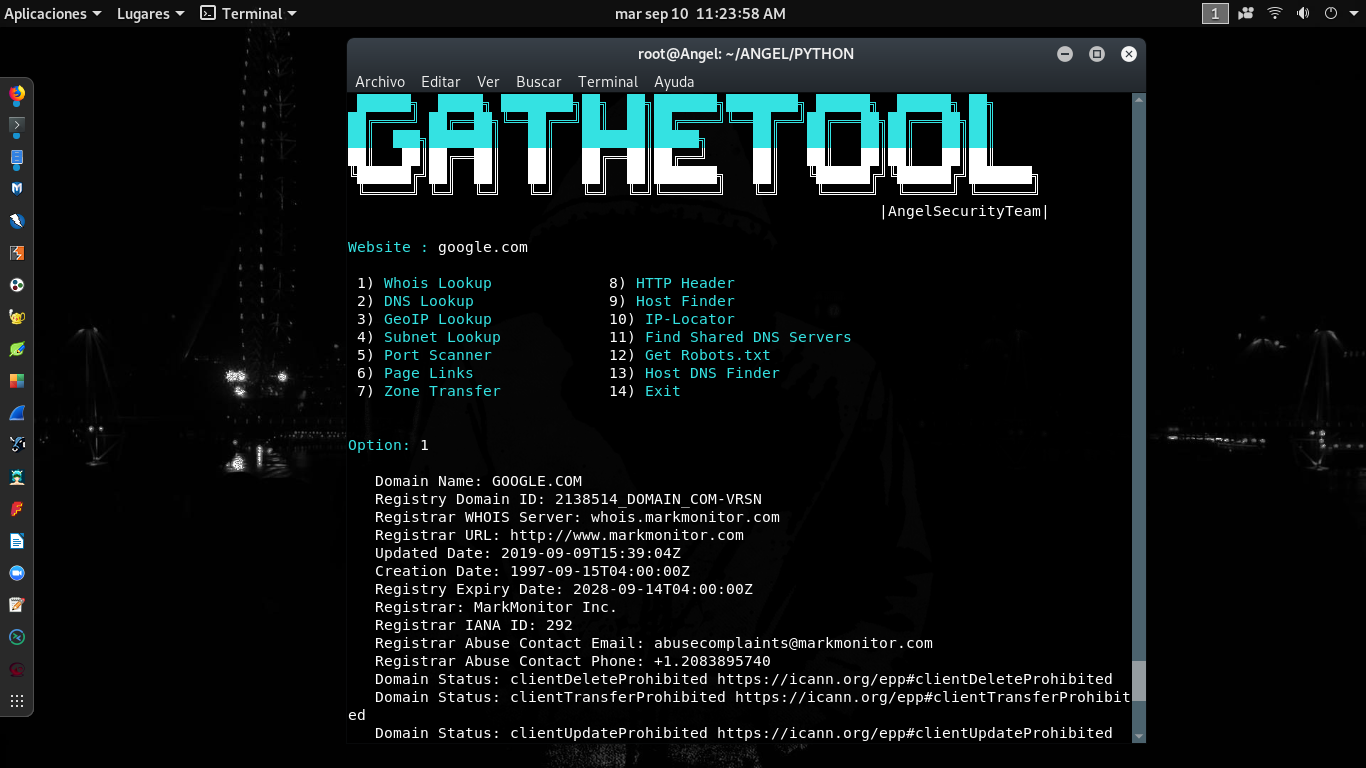 Aplicaciones Lugares Terminal mar sep 10 11:23:58 AM 1
root@Angel: ~/ANGEL/PYTHON
Archivo Editar Ver Buscar Terminal Ayuda
GATHETOOL
|AngelSecurityTeam|
Website : google.com
1) Whois Lookup 8) HTTP Header
2) DNS Lookup 9) Host Finder
3) GeoIP Lookup 10) IP-Locator
4) Subnet Lookup 11) Find Shared DNS Servers
5) Port Scanner 12) Get Robots.txt
6) Page Links 13) Host DNS Finder
7) Zone Transfer 14) Exit
Option: 1
Domain Name: GOOGLE.COM
Registry Domain ID: 2138514_DOMAIN_COM-VRSN
Registrar WHOIS Server: whois.markmonitor.com
Registrar URL: http://www.markmonitor.com
Updated Date: 2019-09-09T15:39:04Z
Creation Date: 1997-09-15T04:00:00Z
Registry Expiry Date: 2028-09-14T04:00:00Z
Registrar: MarkMonitor Inc.
Registrar IANA ID: 292
Registrar Abuse Contact Email: abusecomplaints@markmonitor.com
Registrar Abuse Contact Phone: +1.2083895740
Domain Status: clientDeleteProhibited https://icann.org/epp#clientDeleteProhibited
Domain Status: clientTransferProhibited https://icann.org/epp#clientTransferProhibit
ed
Domain Status: clientUpdateProhibited https://icann.org/epp#clientUpdateProhibited